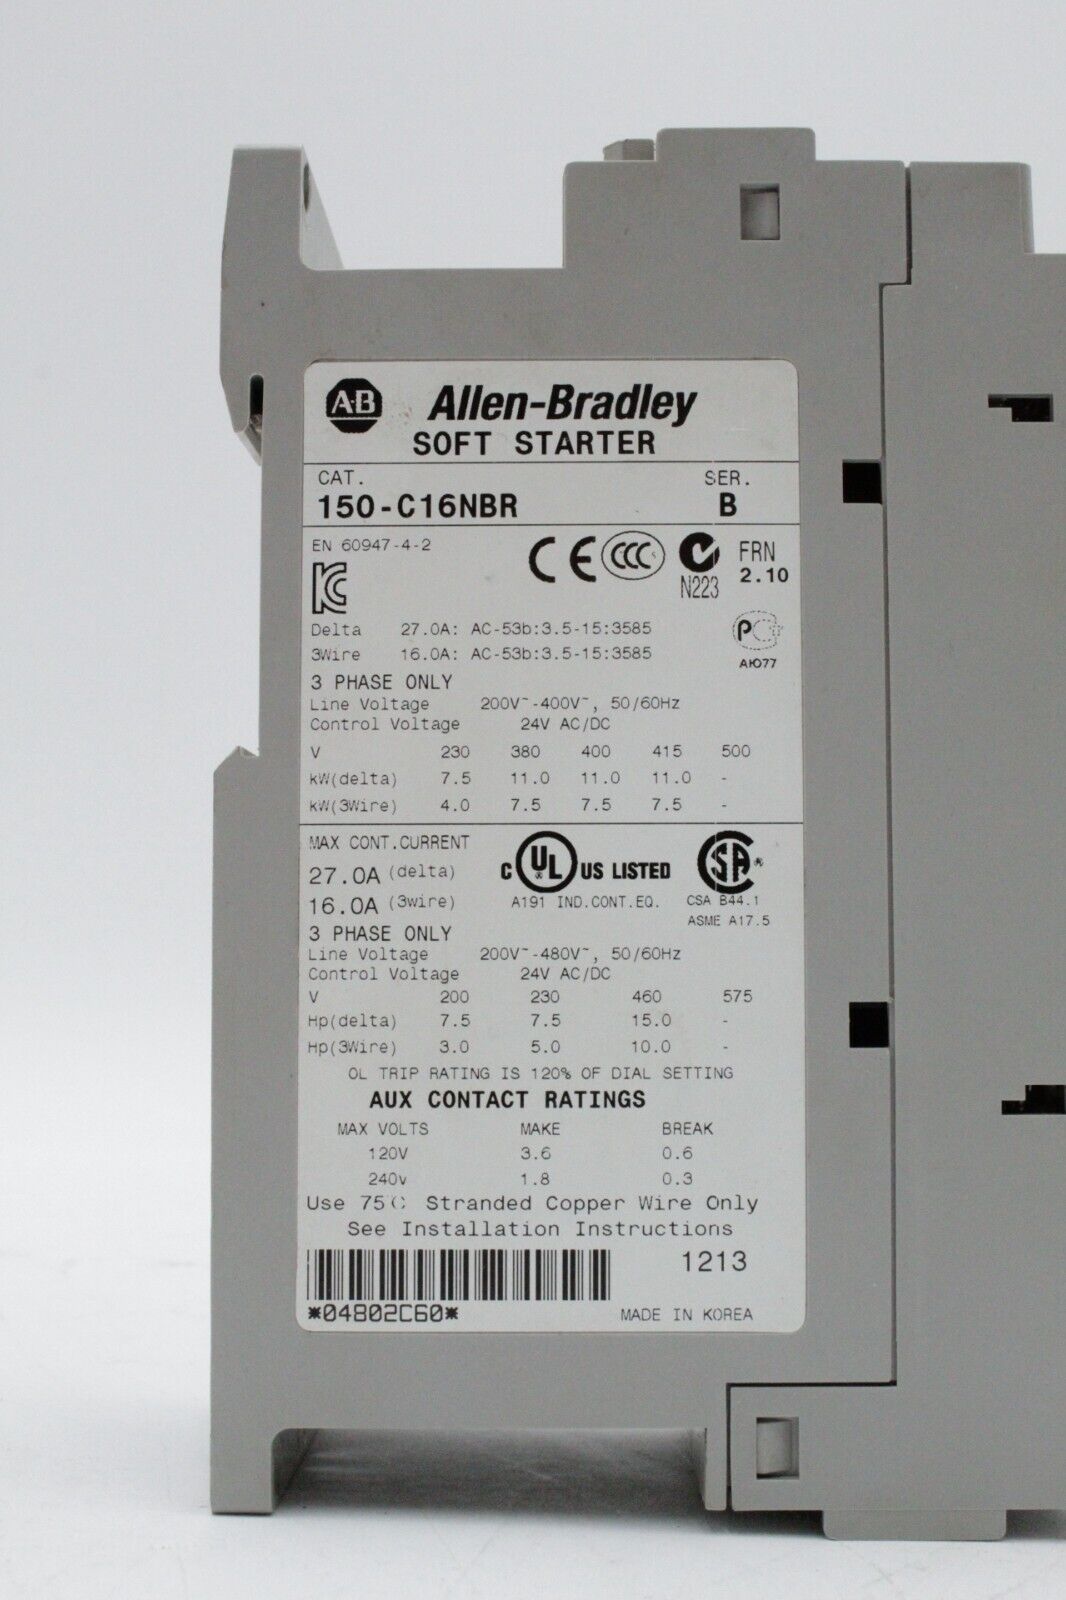 A-B Allen-Bradley
SOFT STARTER
CAT. SER.
150-C16NBR B
EN 60947-4-2
CE CCC S N223 FRN 2.10
KC
Delta 27.0A: AC-53b:3.5-15:3585
3Wire 16.0A: AC-53b:3.5-15:3585
АЮ77
3 PHASE ONLY
Line Voltage 200V~-400V~, 50/60Hz
Control Voltage 24V AC/DC
V 230 380 400 415 500
kW(delta) 7.5 11.0 11.0 11.0 -
kW(3Wire) 4.0 7.5 7.5 7.5 -
MAX CONT.CURRENT
27.0A (delta) C UL ® US LISTED SA ®
16.0A (3wire) A191 IND.CONT.EQ. CSA B44.1
ASME A17.5
3 PHASE ONLY
Line Voltage 200V~-480V~, 50/60Hz
Control Voltage 24V AC/DC
V 200 230 460 575
Hp(delta) 7.5 7.5 15.0 -
Hp(3Wire) 3.0 5.0 10.0 -
OL TRIP RATING IS 120% OF DIAL SETTING
AUX CONTACT RATINGS
MAX VOLTS MAKE BREAK
120V 3.6 0.6
240v 1.8 0.3
Use 75°C Stranded Copper Wire Only
See Installation Instructions
1213
*04802C60* MADE IN KOREA